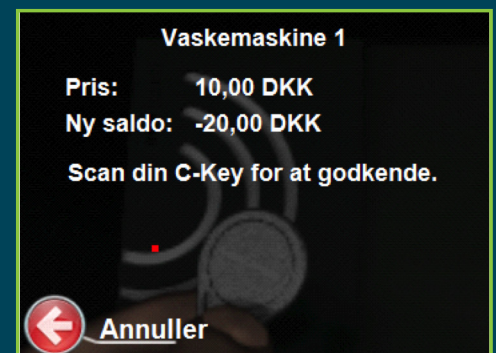 Vaskemaskine 1
Pris: 10,00 DKK
Ny saldo: -20,00 DKK
Scan din C-Key for at godkende.
Annuller